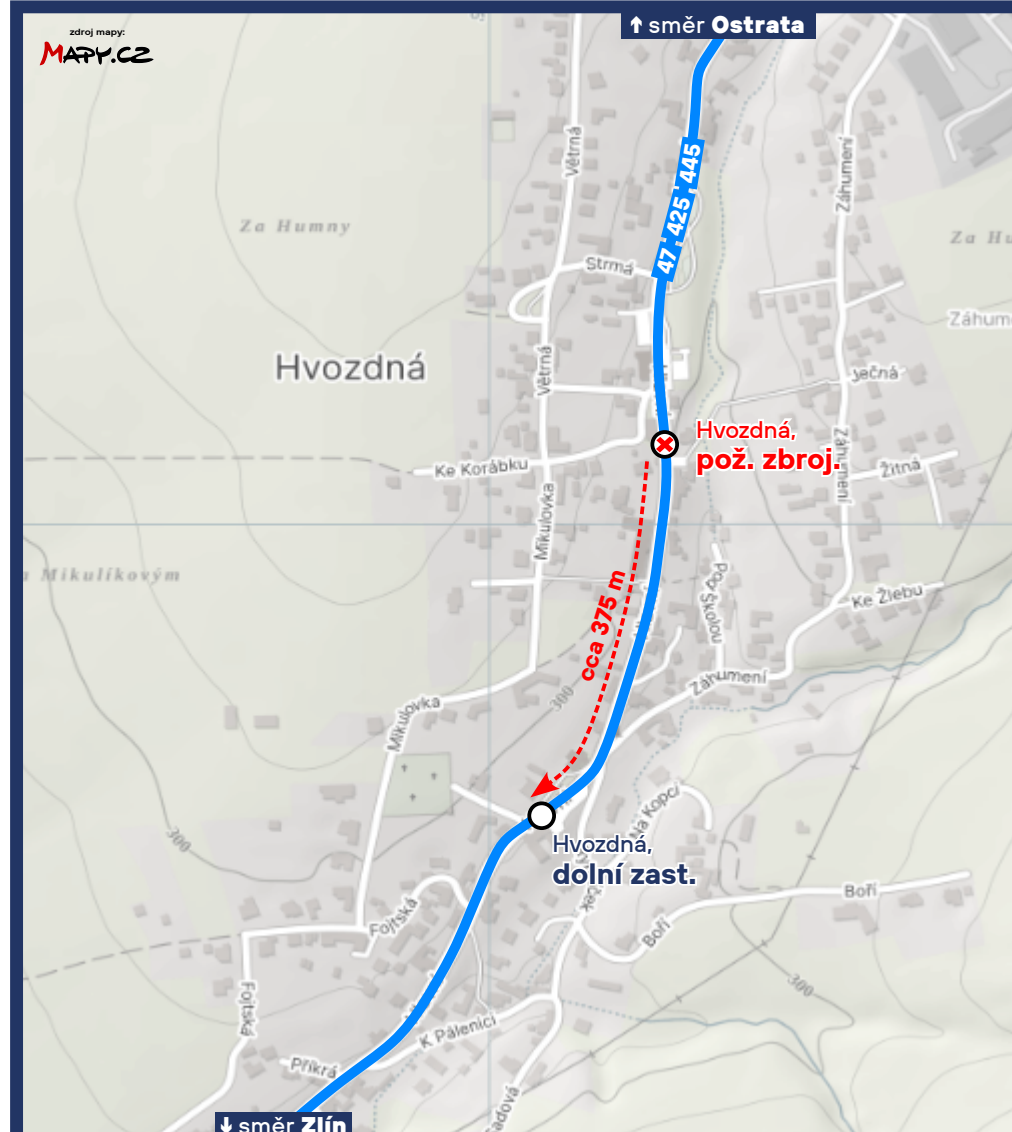 zdroj mapy:
MAPY.CZ
↑ směr Ostrata
Větrná
Záhumení
445
425
47
Za Humny
Strmá
Hvozdná
Větrná
Ječná
Hvozdná,
pož. zbroj.
Záhumení
Žitná
Ke Korábku
Mikulovka
Mikulíkovým
cca 375 m
Pod Školou
Ke Žlebu
300
Záhumení
Mikulovka
300
Na Kopci
Hvozdná,
dolní zast.
Boří
Fojtská
Boří
300
Fojtská
K Pálenici
Příkrá
↓ směr Zlín